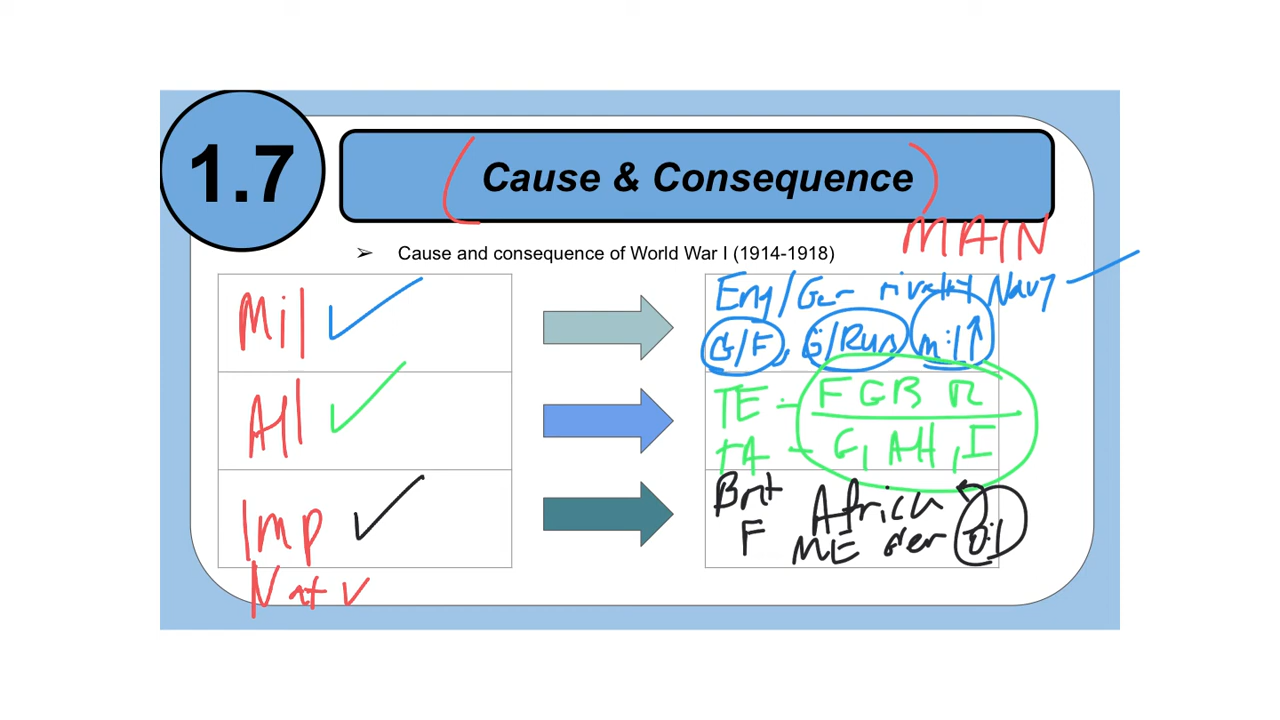 1.7
Cause & Consequence
➢ Cause and consequence of World War I (1914-1918)
MAIN
Mil
Eng/Ger rivalry Navy
G/F, G/Russ mil↑
All
TE - F GB R
TA - G, AH, I
Imp
Brit Africa
F ME Ger Oil
Nat